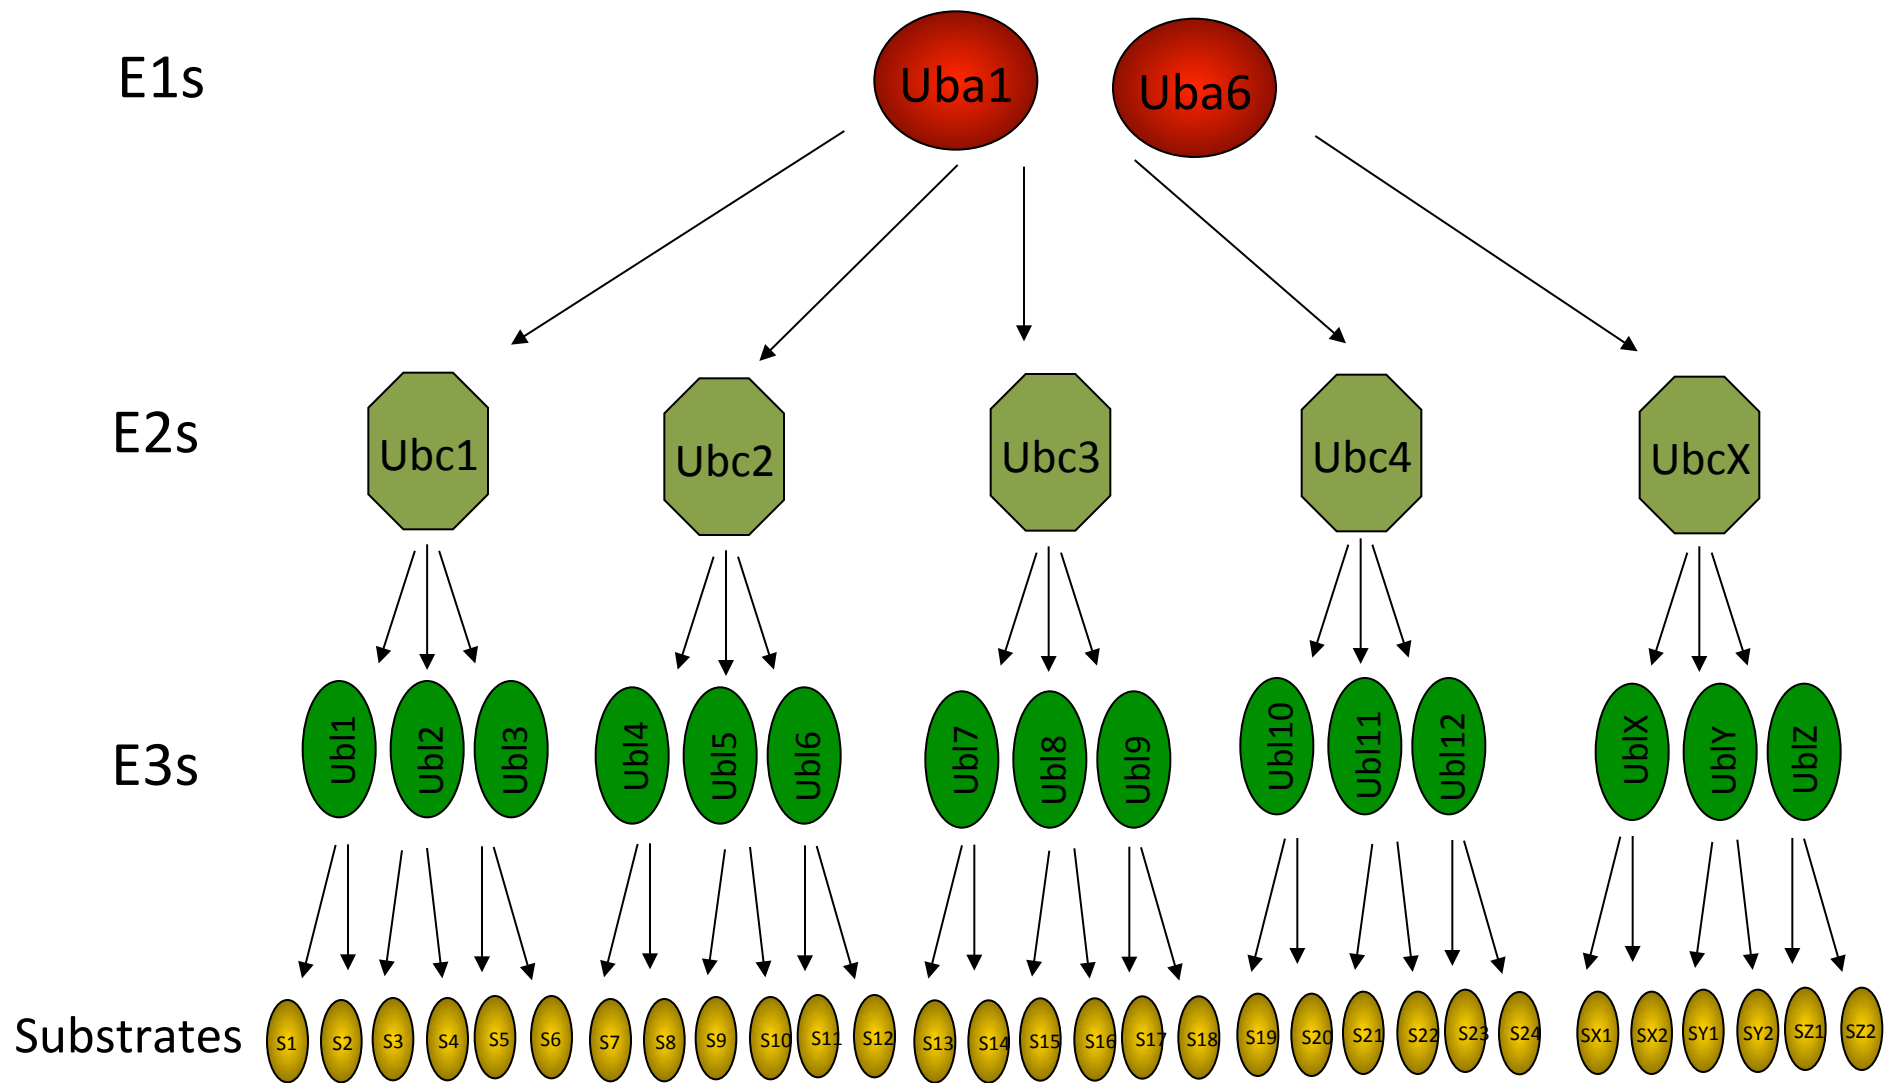 E1s
Uba1
Uba6
E2s
Ubc1
Ubc2
Ubc3
Ubc4
UbcX
E3s
Ubl1
Ubl2
Ubl3
Ubl4
Ubl5
Ubl6
Ubl7
Ubl8
Ubl9
Ubl10
Ubl11
Ubl12
UblX
UblY
UblZ
Substrates
S1
S2
S3
S4
S5
S6
S7
S8
S9
S10
S11
S12
S13
S14
S15
S16
S17
S18
S19
S20
S21
S22
S23
S24
SX1
SX2
SY1
SY2
SZ1
SZ2